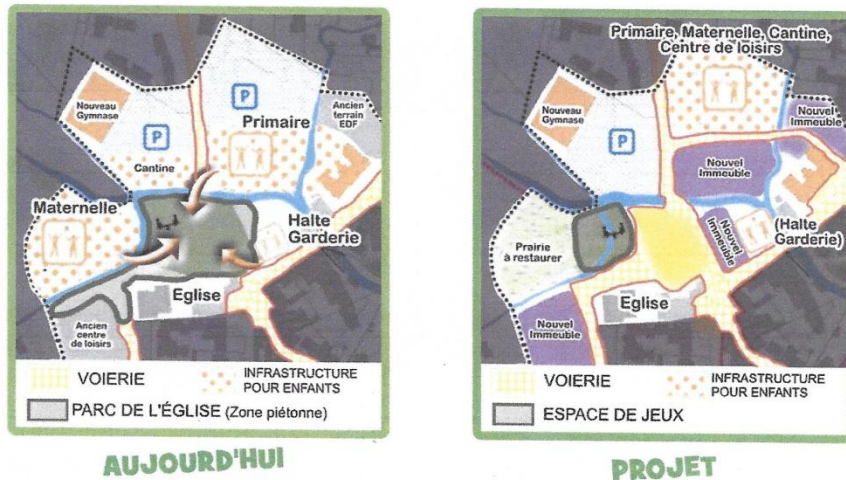 Nouveau
Gymnase
P
P
Primaire
Ancien
terrain
EDF
Cantine
Maternelle
Halte
Garderie
Eglise
Ancien centre
de loisirs
VOIERIE
INFRASTRUCTURE
POUR ENFANTS
PARC DE L'ÉGLISE (Zone piétonne)
AUJOURD'HUI
Primaire, Maternelle, Cantine,
Centre de loisirs
Nouveau
Gymnase
P
Nouvel
Immeuble
Nouvel
Immeuble
Nouvel
Immeuble
(Halte
Garderie)
Prairie
à restaurer
Eglise
Nouvel
Immeuble
VOIERIE
INFRASTRUCTURE
POUR ENFANTS
ESPACE DE JEUX
PROJET